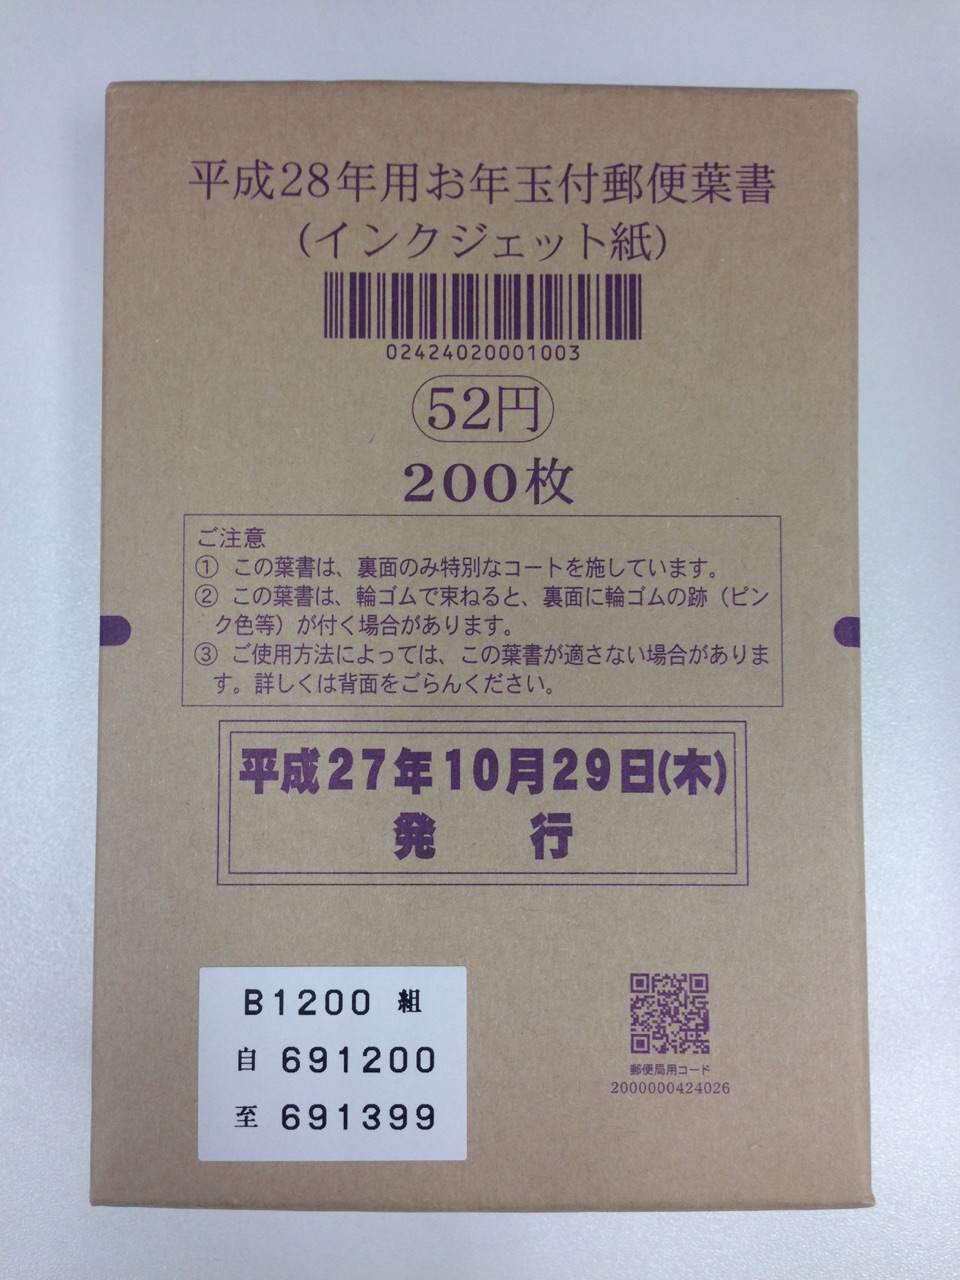 平成28年用お年玉付郵便葉書
(インクジェット紙)
02424020001003
52円
200枚
ご注意
① この葉書は、裏面のみ特別なコートを施しています。
② この葉書は、輪ゴムで束ねると、裏面に輪ゴムの跡（ピン
ク色等）が付く場合があります。
③ ご使用方法によっては、この葉書が適さない場合がありま
す。詳しくは背面をごらんください。
平成27年10月29日(木)
発 行
B1200 組
自 691200
至 691399
郵便局用コード
2000000424026